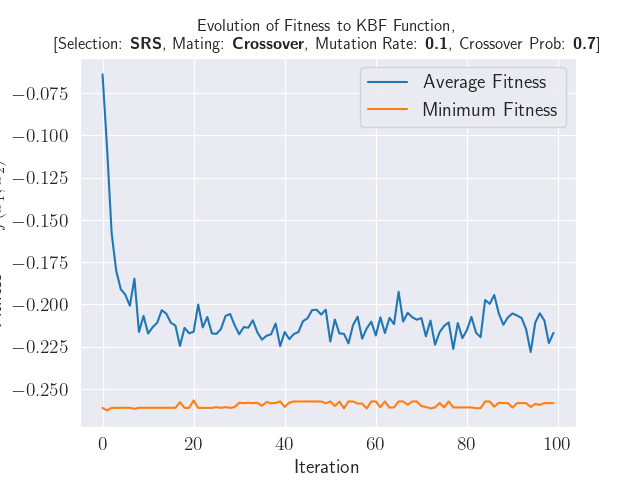 Evolution of Fitness to KBF Function,
[Selection: SRS, Mating: Crossover, Mutation Rate: 0.1, Crossover Prob: 0.7]
Average Fitness
Minimum Fitness
−0.075
−0.100
−0.125
−0.150
−0.175
−0.200
−0.225
−0.250
0 20 40 60 80 100
Iteration